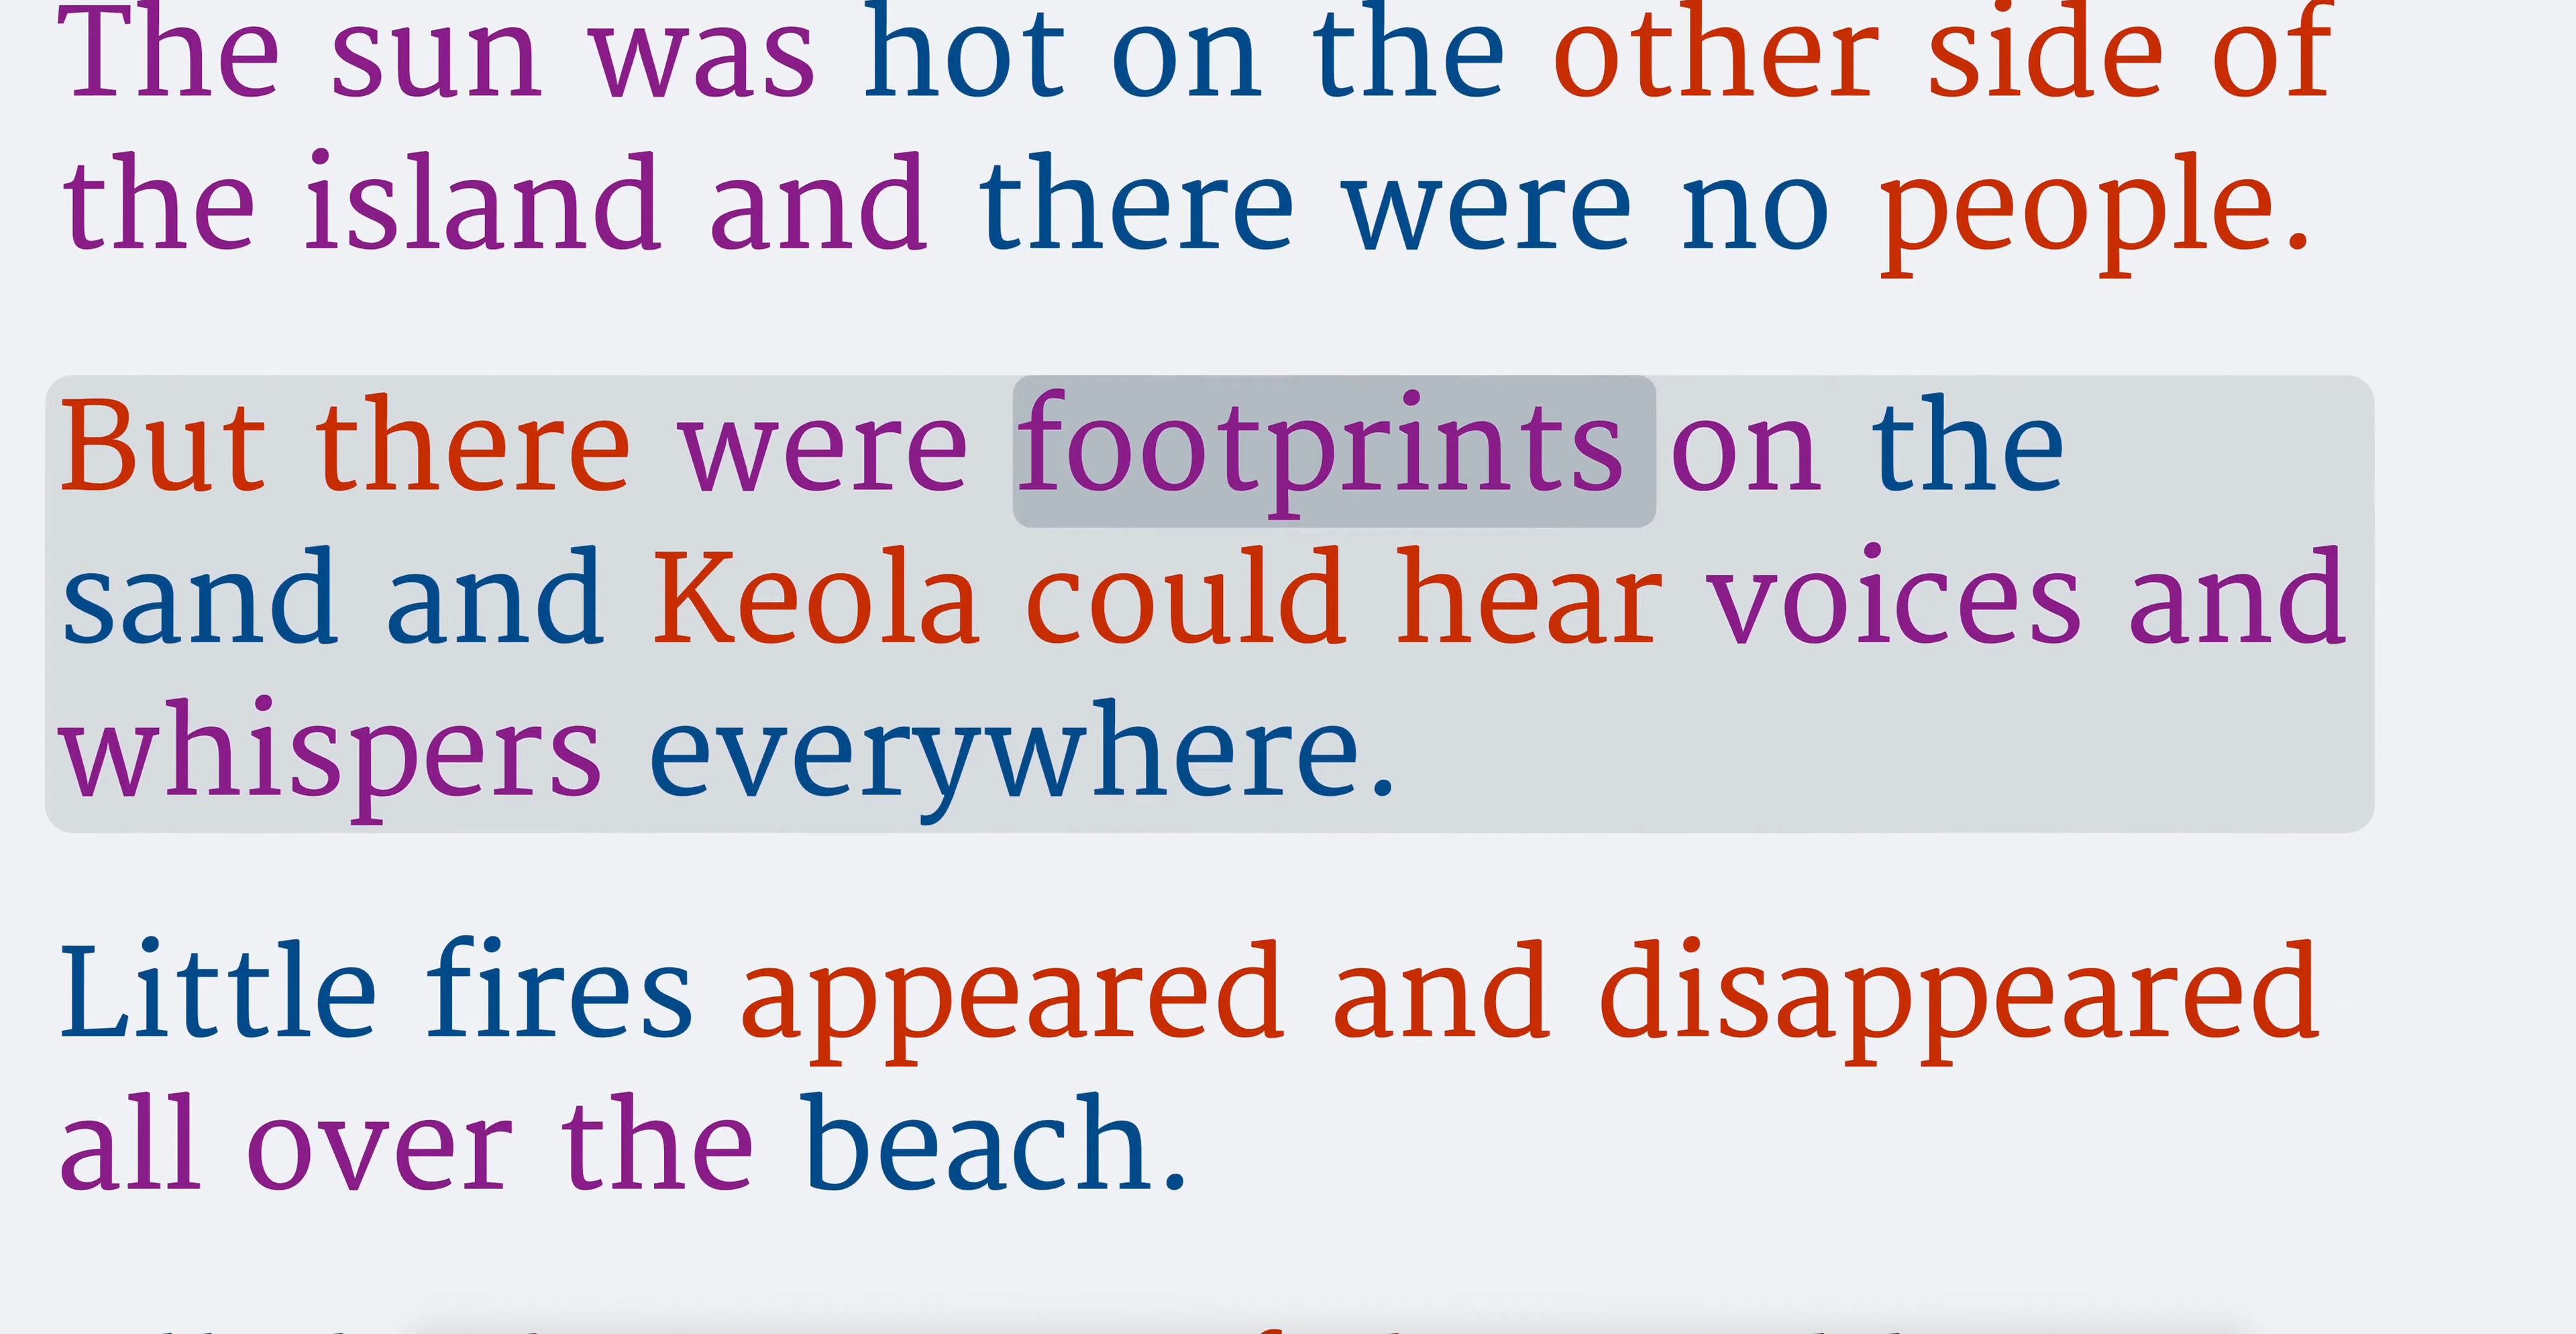 The sun was hot on the other side of
the island and there were no people.
But there were footprints on the
sand and Keola could hear voices and
whispers everywhere.
Little fires appeared and disappeared
all over the beach.